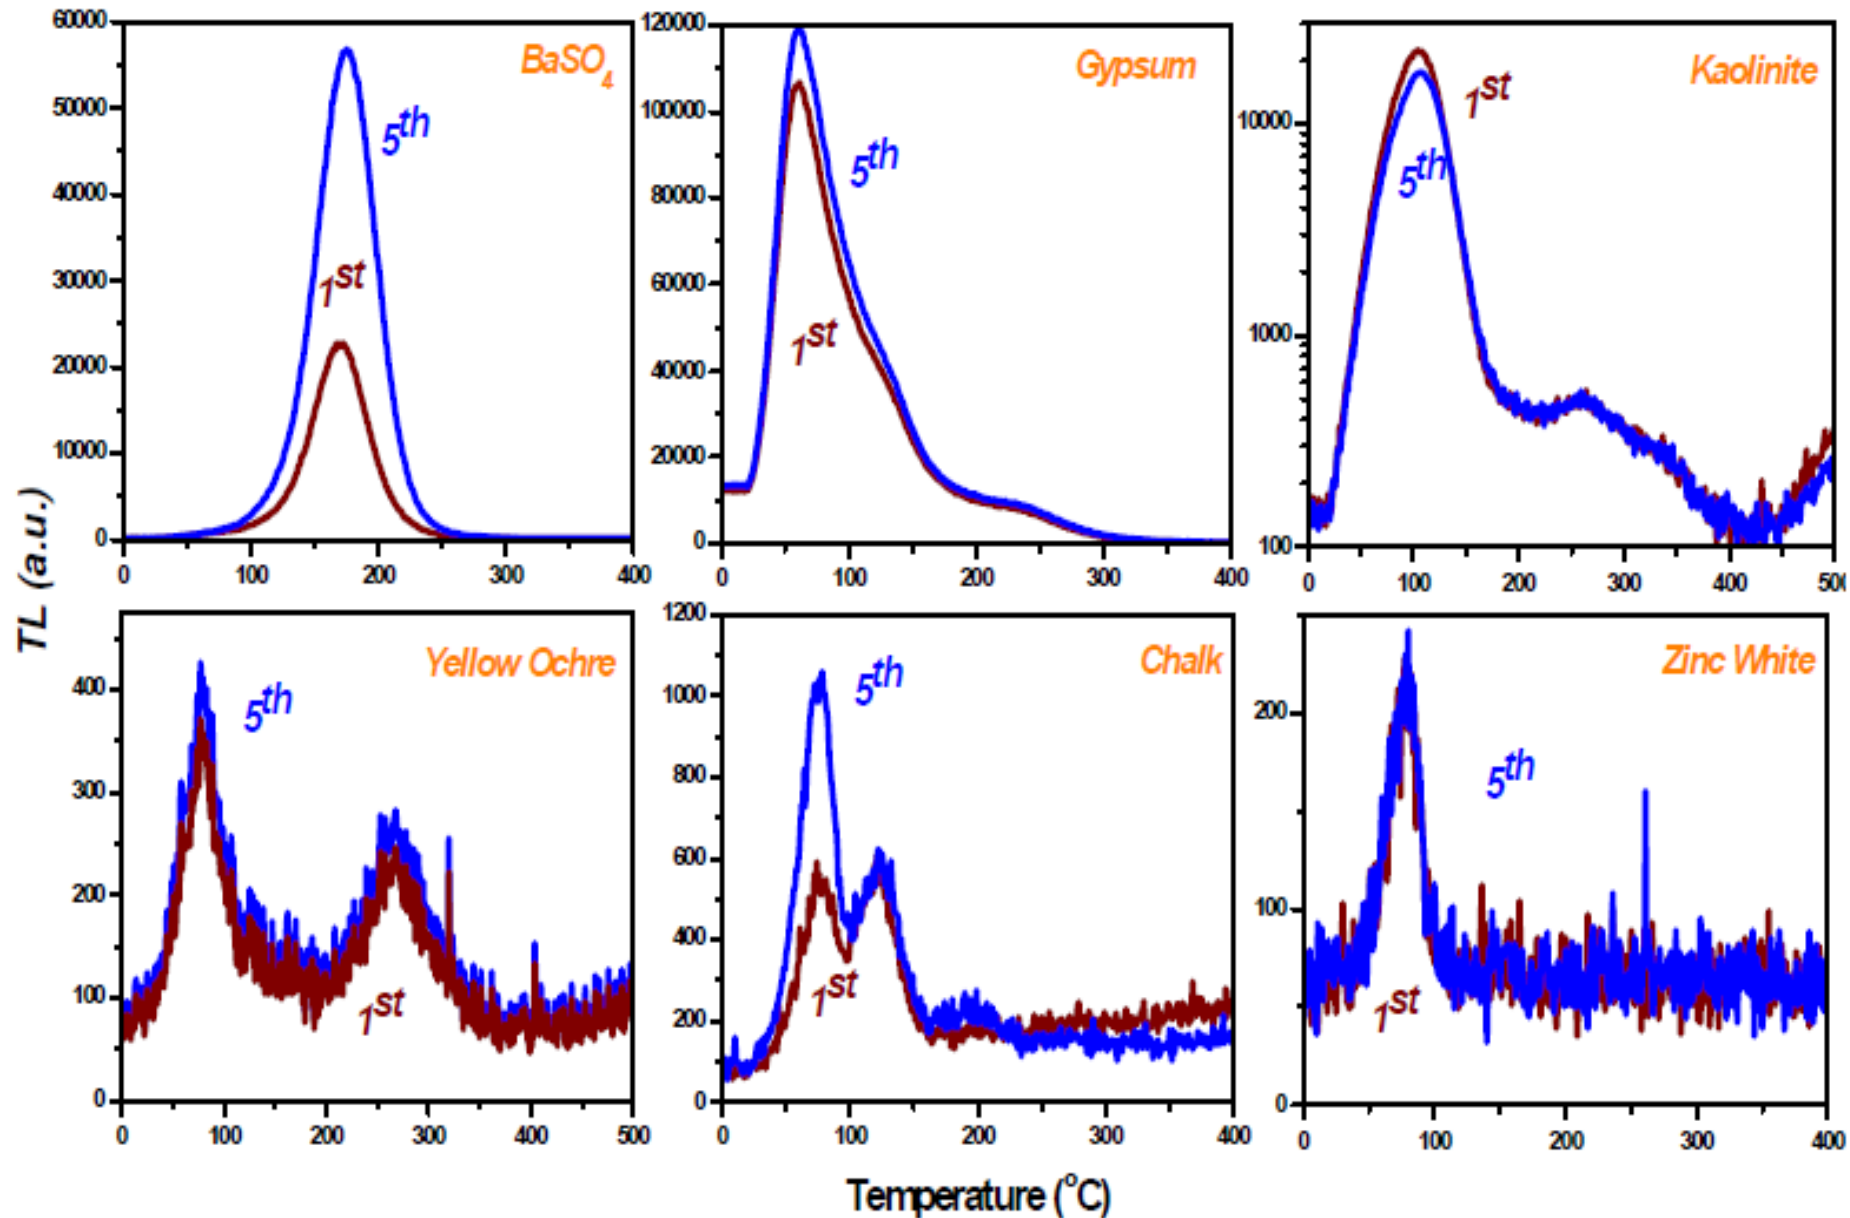 TL (a.u.)
BaSO4
5th
1st
60000
50000
40000
30000
20000
10000
0
0 100 200 300 400
Gypsum
5th
1st
120000
100000
80000
60000
40000
20000
0
0 100 200 300 400
Kaolinite
1st
5th
10000
1000
100
0 100 200 300 400 500
Yellow Ochre
5th
1st
400
300
200
100
0
0 100 200 300 400 500
Chalk
5th
1st
1200
1000
800
600
400
200
0
0 100 200 300 400
Zinc White
5th
1st
200
100
0
0 100 200 300 400
Temperature (°C)